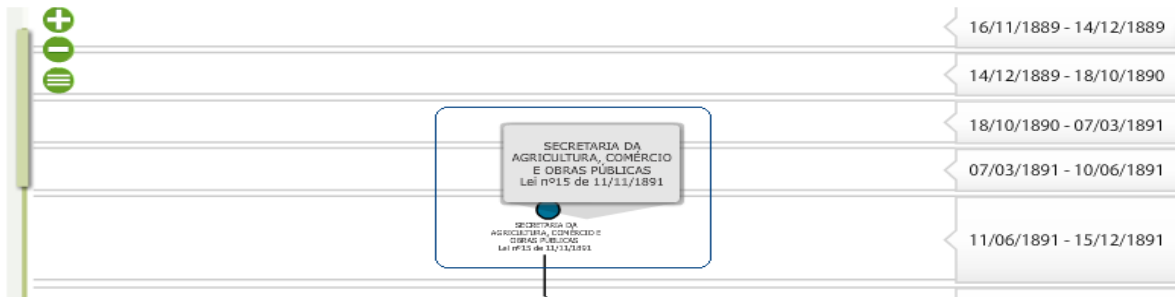 16/11/1889 - 14/12/1889
14/12/1889 - 18/10/1890
18/10/1890 - 07/03/1891
SECRETARIA DA
AGRICULTURA, COMÉRCIO
E OBRAS PÚBLICAS
Lei nº15 de 11/11/1891
07/03/1891 - 10/06/1891
SECRETARIA DA
AGRICULTURA, COMÉRCIO E
OBRAS PÚBLICAS
Lei nº15 de 11/11/1891
11/06/1891 - 15/12/1891